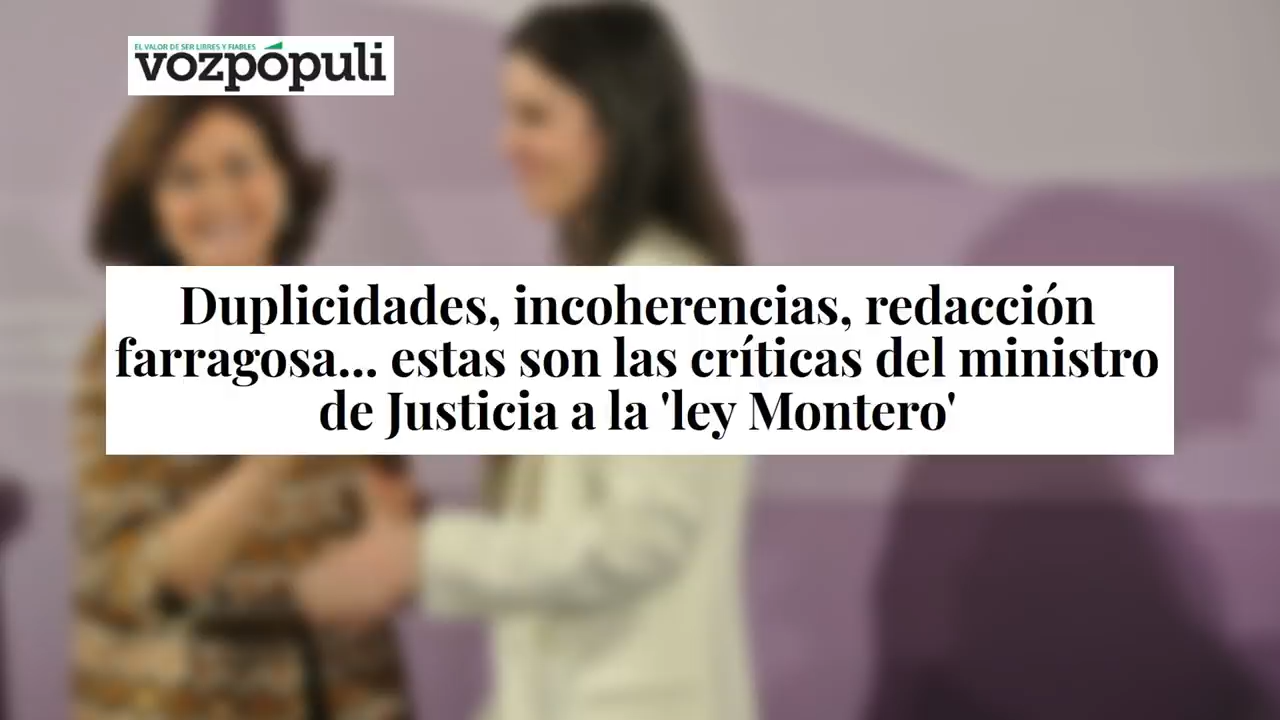 EL VALOR DE SER LIBRES Y FIABLES
vozpópuli
Duplicidades, incoherencias, redacción
farragosa... estas son las críticas del ministro
de Justicia a la 'ley Montero'